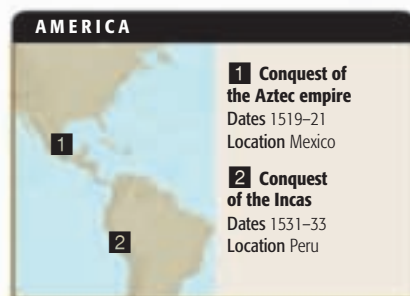 AMERICA
1 Conquest of
the Aztec empire
Dates 1519–21
Location Mexico
2 Conquest
of the Incas
Dates 1531–33
Location Peru
1
2